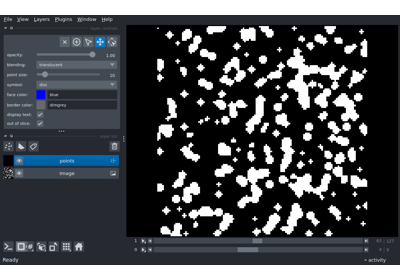 File View Layers Plugins Window Help
opacity: 1.00
blending: translucent
point size: 10
symbol: disc
face color: blue
border color: dimgrey
display text:
out of slice:
points
Image
1
0
Ready
activity